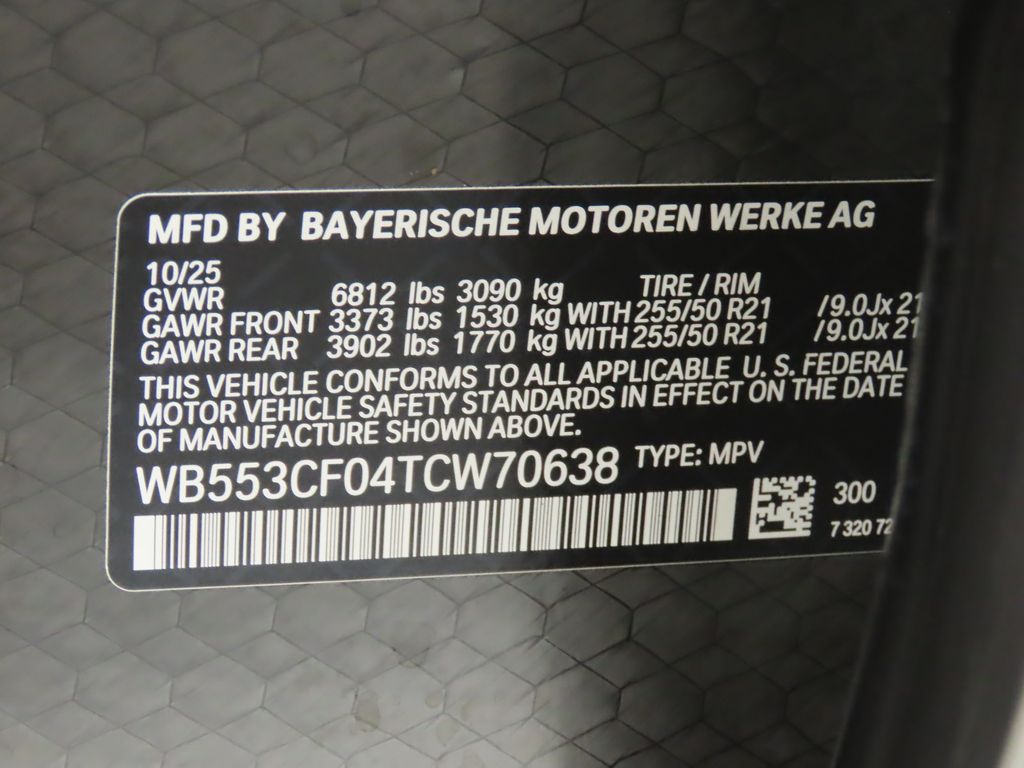 MFD BY BAYERISCHE MOTOREN WERKE AG
10/25
GVWR 6812 lbs 3090 kg TIRE / RIM
GAWR FRONT 3373 lbs 1530 kg WITH 255/50 R21 /9.0Jx 21
GAWR REAR 3902 lbs 1770 kg WITH 255/50 R21 /9.0Jx 21
THIS VEHICLE CONFORMS TO ALL APPLICABLE U. S. FEDERAL
MOTOR VEHICLE SAFETY STANDARDS IN EFFECT ON THE DATE
OF MANUFACTURE SHOWN ABOVE.
WB553CF04TCW70638 TYPE: MPV
300
7 320 72